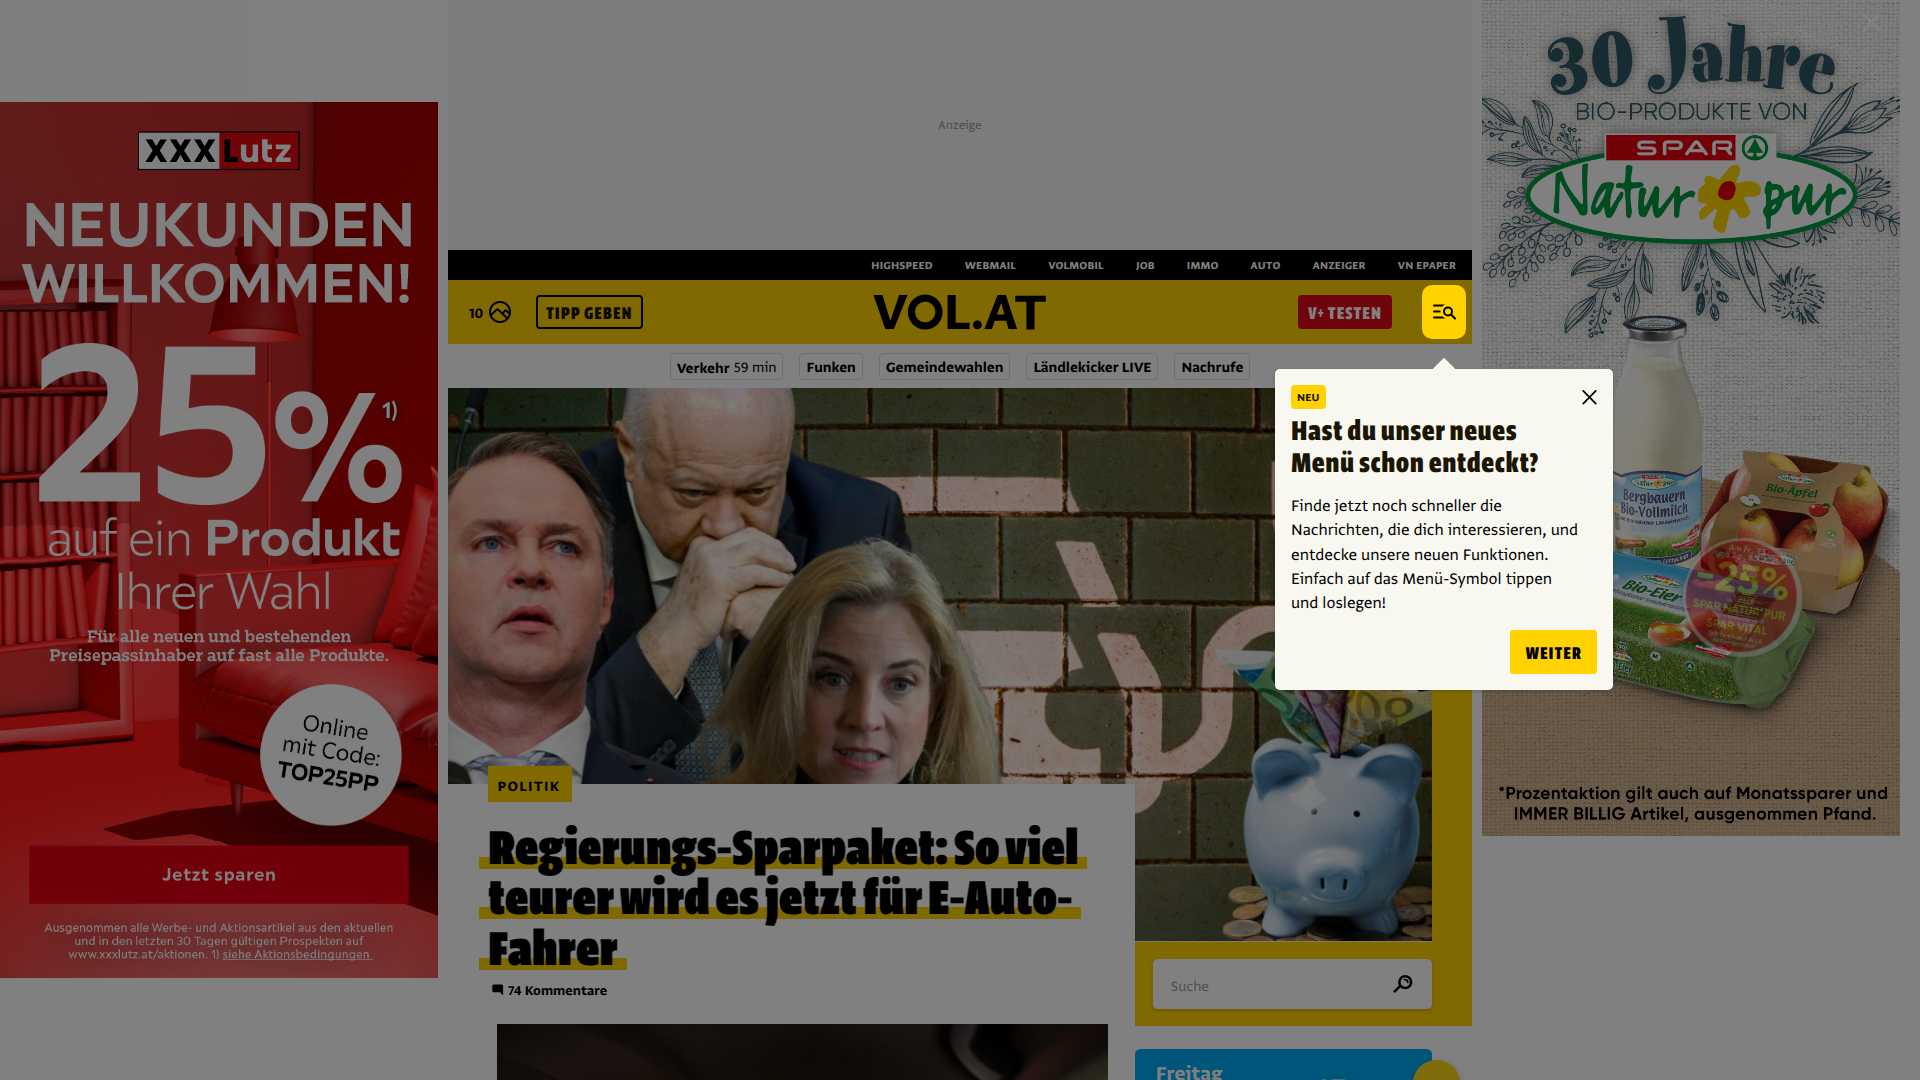 Anzeige
HIGHSPEED WEBMAIL VOLMOBIL JOB IMMO AUTO ANZEIGER VN EPAPER
10 TIPP GEBEN VOL.AT V+ TESTEN
Verkehr 59 min Funken Gemeindewahlen Ländlekicker LIVE Nachrufe
XXXLutz
NEUKUNDEN
WILLKOMMEN!
25%1)
auf ein Produkt
Ihrer Wahl
Für alle neuen und bestehenden
Preisepassinhaber auf fast alle Produkte.
Online
mit Code:
TOP25PP
Jetzt sparen
Ausgenommen alle Werbe- und Aktionsartikel aus den aktuellen
und in den letzten 30 Tagen gültigen Prospekten auf
www.xxxlutz.at/aktionen. 1) siehe Aktionsbedingungen
NEU
Hast du unser neues
Menü schon entdeckt?
Finde jetzt noch schneller die
Nachrichten, die dich interessieren, und
entdecke unsere neuen Funktionen.
Einfach auf das Menü-Symbol tippen
und loslegen!
WEITER
POLITIK
Regierungs-Sparpaket: So viel
teurer wird es jetzt für E-Auto-
Fahrer
74 Kommentare
Suche
Freitag
30 Jahre
BIO-PRODUKTE VON
SPAR
Natur pur
Bergbauern
Bio-Vollmilch
Bio-Äpfel
Bio-Eier
-25%
SPAR NATUR*PUR
SPAR VITAL
*Prozentaktion gilt auch auf Monatssparer und
IMMER BILLIG Artikel, ausgenommen Pfand.